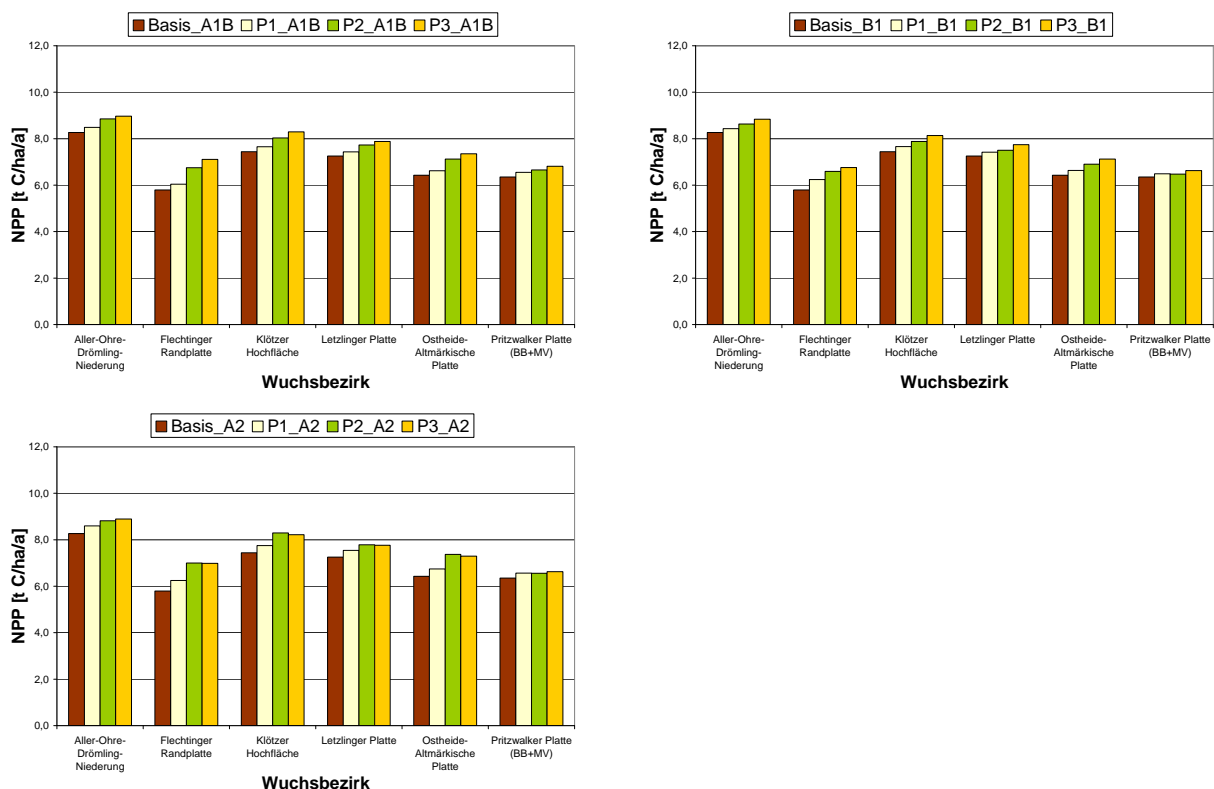 Basis_A1B P1_A1B P2_A1B P3_A1B
12,0
10,0
8,0
6,0
4,0
2,0
0,0
NPP [t C/ha/a]
Aller-Ohre-
Drömling-
Niederung
Flechtinger
Randplatte
Klötzer
Hochfläche
Letzlinger Platte
Ostheide-
Altmärkische
Platte
Pritzwalker Platte
(BB+MV)
Wuchsbezirk
Basis_B1 P1_B1 P2_B1 P3_B1
12,0
10,0
8,0
6,0
4,0
2,0
0,0
NPP [t C/ha/a]
Aller-Ohre-
Drömling-
Niederung
Flechtinger
Randplatte
Klötzer
Hochfläche
Letzlinger Platte
Ostheide-
Altmärkische
Platte
Pritzwalker Platte
(BB+MV)
Wuchsbezirk
Basis_A2 P1_A2 P2_A2 P3_A2
12,0
10,0
8,0
6,0
4,0
2,0
0,0
NPP [t C/ha/a]
Aller-Ohre-
Drömling-
Niederung
Flechtinger
Randplatte
Klötzer
Hochfläche
Letzlinger Platte
Ostheide-
Altmärkische
Platte
Pritzwalker Platte
(BB+MV)
Wuchsbezirk